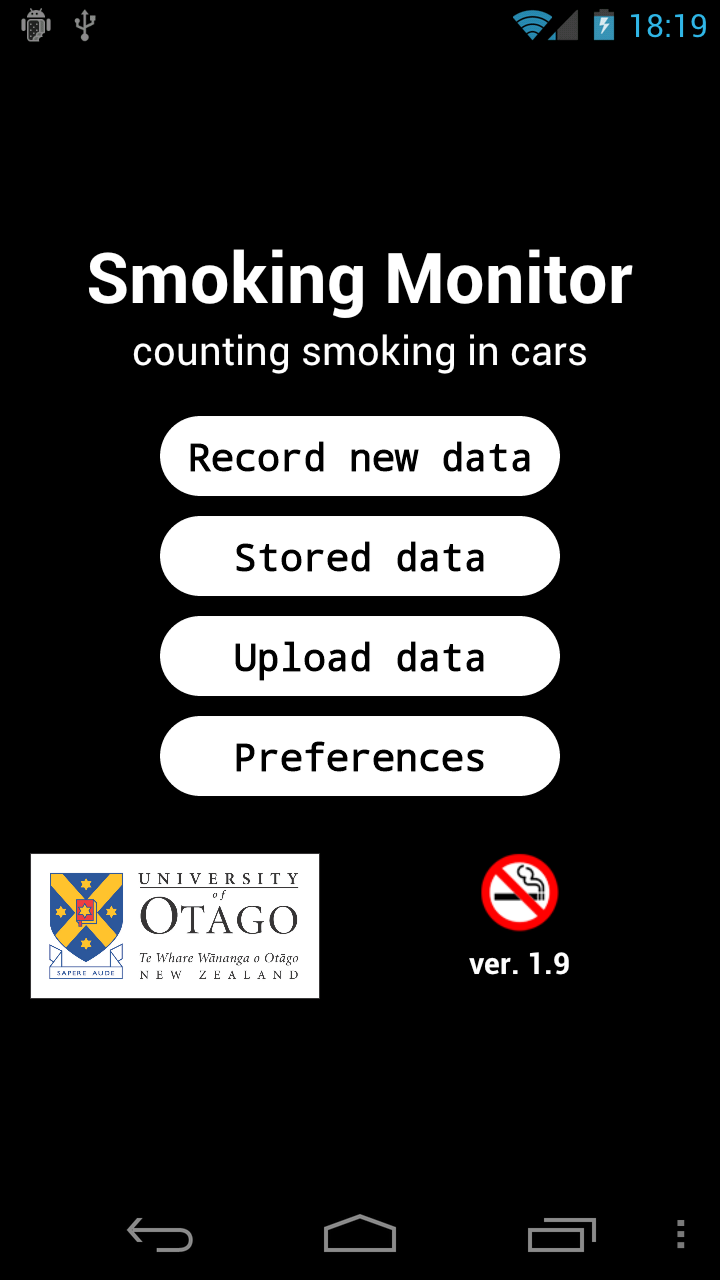 18:19
Smoking Monitor
counting smoking in cars
Record new data
Stored data
Upload data
Preferences
UNIVERSITY
of
OTAGO
Te Whare Wānanga o Otāgo
NEW ZEALAND
SAPERE AUDE
ver. 1.9